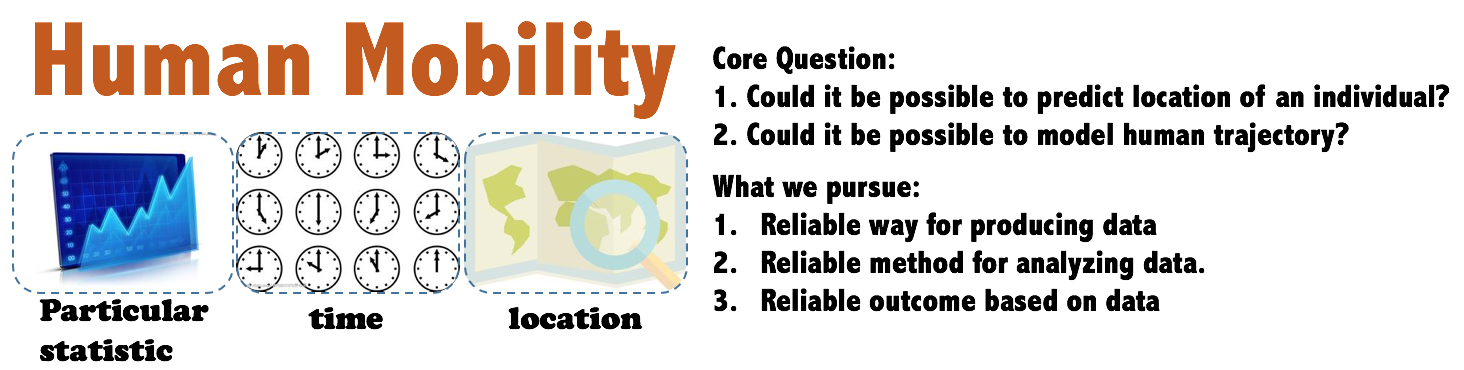 Human Mobility
Particular
statistic
time
location
Core Question:
1. Could it be possible to predict location of an individual?
2. Could it be possible to model human trajectory?
What we pursue:
1. Reliable way for producing data
2. Reliable method for analyzing data.
3. Reliable outcome based on data